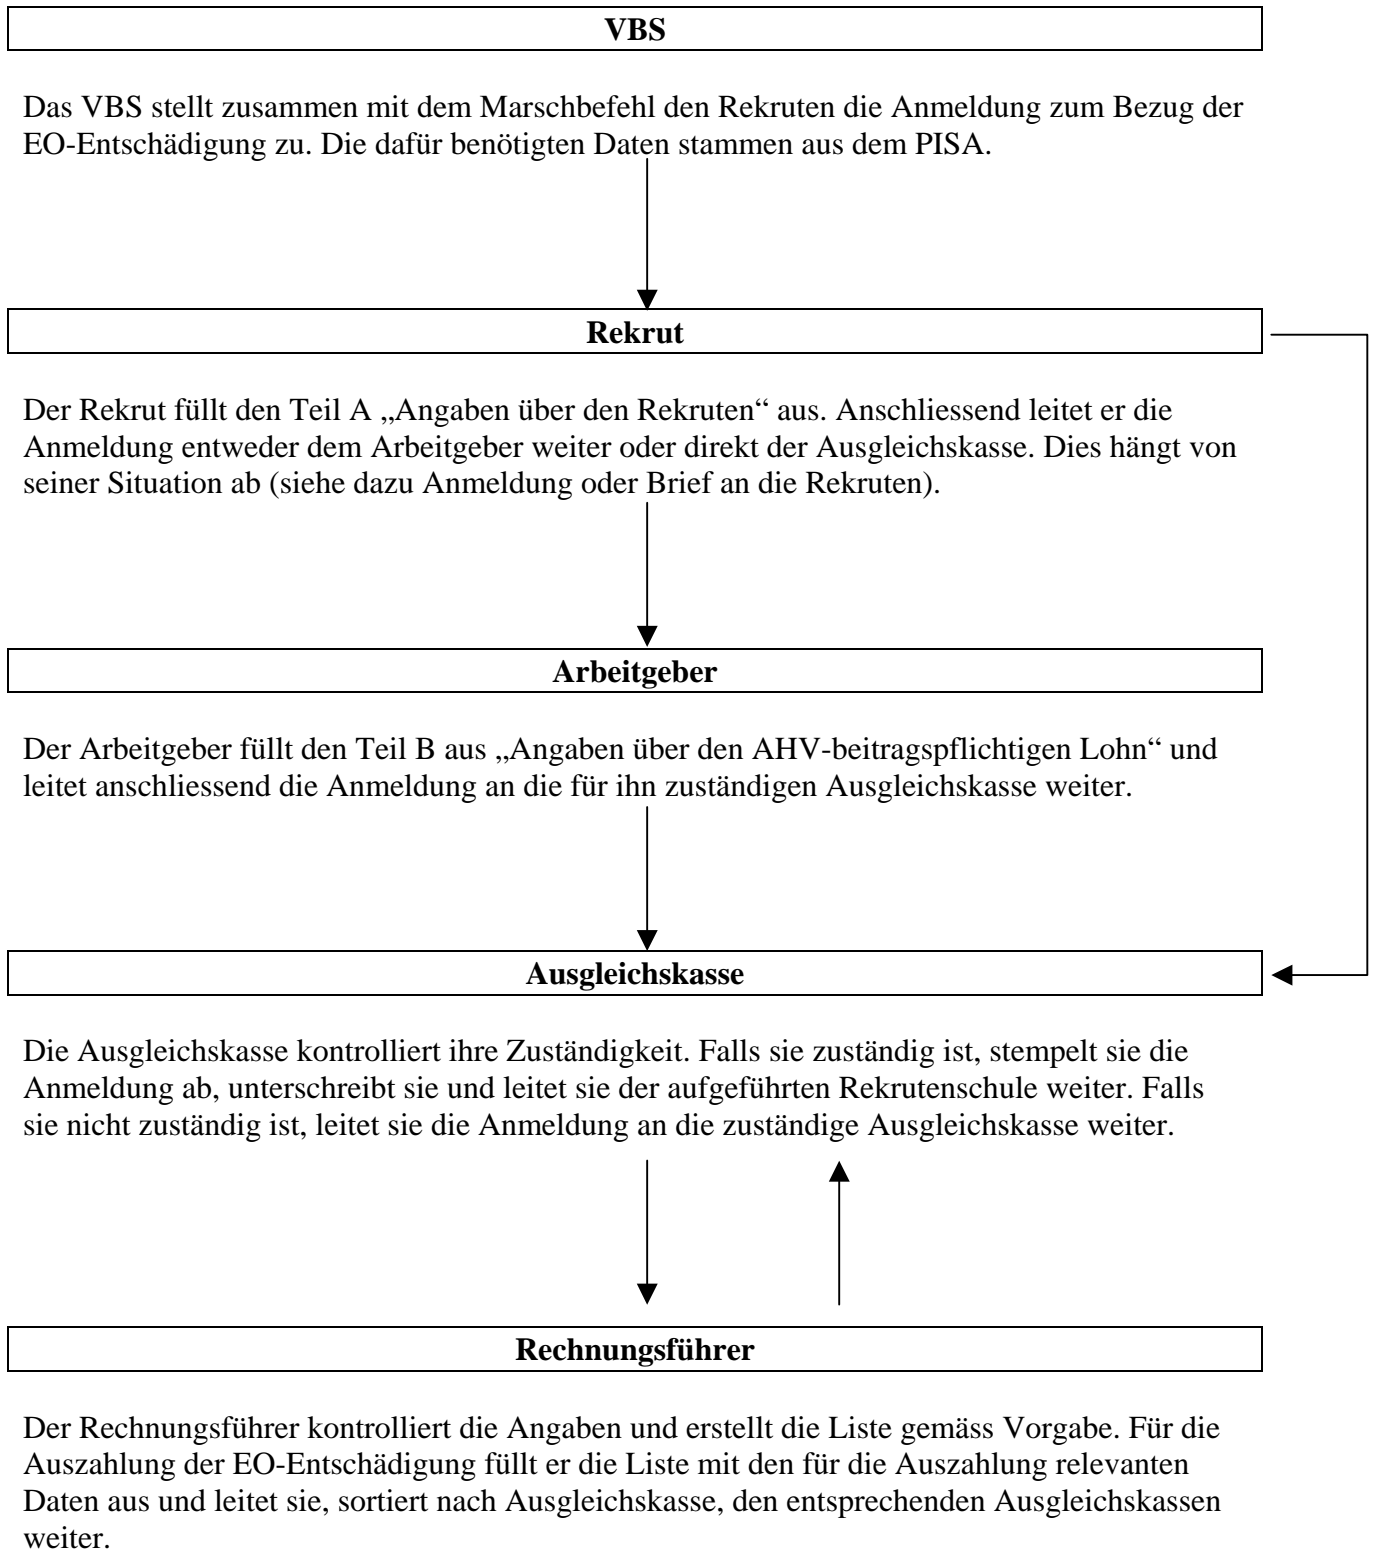 VBS
Das VBS stellt zusammen mit dem Marschbefehl den Rekruten die Anmeldung zum Bezug der
EO-Entschädigung zu. Die dafür benötigten Daten stammen aus dem PISA.
Rekrut
Der Rekrut füllt den Teil A „Angaben über den Rekruten“ aus. Anschliessend leitet er die
Anmeldung entweder dem Arbeitgeber weiter oder direkt der Ausgleichskasse. Dies hängt von
seiner Situation ab (siehe dazu Anmeldung oder Brief an die Rekruten).
Arbeitgeber
Der Arbeitgeber füllt den Teil B aus „Angaben über den AHV-beitragspflichtigen Lohn“ und
leitet anschliessend die Anmeldung an die für ihn zuständigen Ausgleichskasse weiter.
Ausgleichskasse
Die Ausgleichskasse kontrolliert ihre Zuständigkeit. Falls sie zuständig ist, stempelt sie die
Anmeldung ab, unterschreibt sie und leitet sie der aufgeführten Rekrutenschule weiter. Falls
sie nicht zuständig ist, leitet sie die Anmeldung an die zuständige Ausgleichskasse weiter.
Rechnungsführer
Der Rechnungsführer kontrolliert die Angaben und erstellt die Liste gemäss Vorgabe. Für die
Auszahlung der EO-Entschädigung füllt er die Liste mit den für die Auszahlung relevanten
Daten aus und leitet sie, sortiert nach Ausgleichskasse, den entsprechenden Ausgleichskassen
weiter.